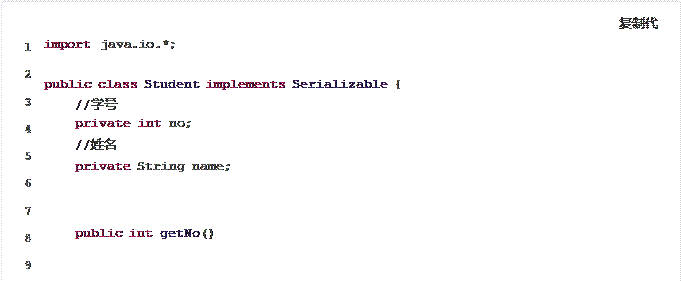 复制代
1 import java.io.*;
2
public class Student implements Serializable {
3 //学号
4 private int no;
//姓名
5
private String name;
6
7
8 public int getNo()
9